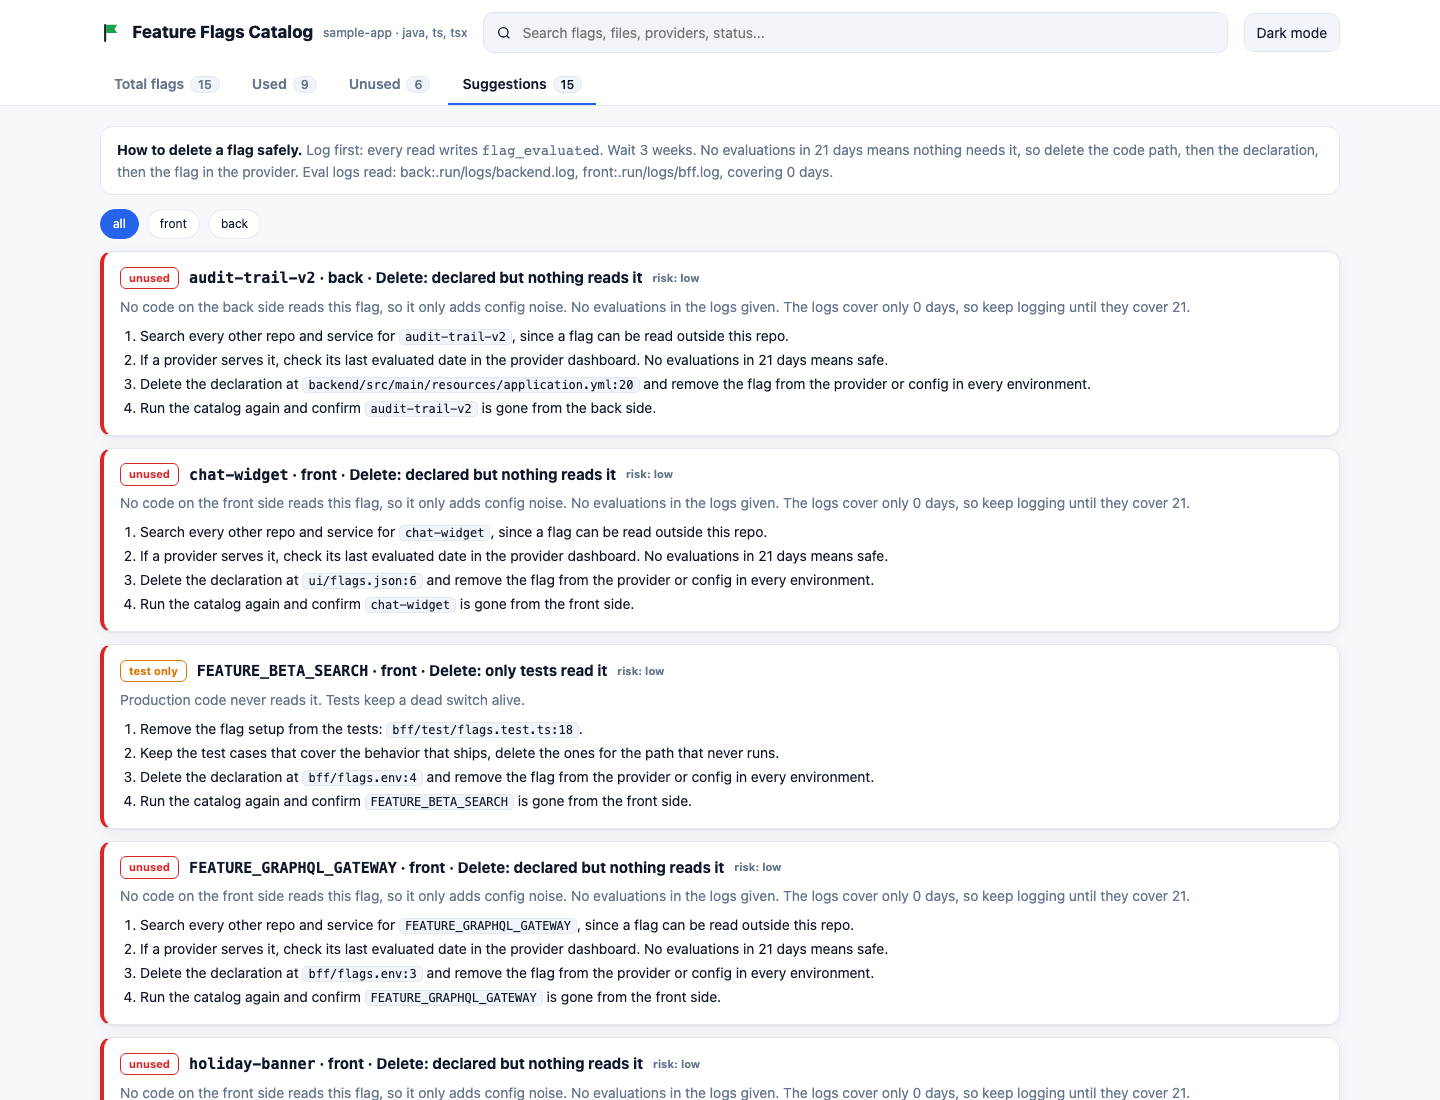 Feature Flags Catalog sample-app · java, ts, tsx
Search flags, files, providers, status...
Dark mode
Total flags 15 Used 9 Unused 6 Suggestions 15
How to delete a flag safely. Log first: every read writes flag_evaluated. Wait 3 weeks. No evaluations in 21 days means nothing needs it, so delete the code path, then the declaration,
then the flag in the provider. Eval logs read: back:.run/logs/backend.log, front:.run/logs/bff.log, covering 0 days.
all front back
unused audit-trail-v2 · back · Delete: declared but nothing reads it risk: low
No code on the back side reads this flag, so it only adds config noise. No evaluations in the logs given. The logs cover only 0 days, so keep logging until they cover 21.
1. Search every other repo and service for audit-trail-v2, since a flag can be read outside this repo.
2. If a provider serves it, check its last evaluated date in the provider dashboard. No evaluations in 21 days means safe.
3. Delete the declaration at backend/src/main/resources/application.yml:20 and remove the flag from the provider or config in every environment.
4. Run the catalog again and confirm audit-trail-v2 is gone from the back side.
unused chat-widget · front · Delete: declared but nothing reads it risk: low
No code on the front side reads this flag, so it only adds config noise. No evaluations in the logs given. The logs cover only 0 days, so keep logging until they cover 21.
1. Search every other repo and service for chat-widget, since a flag can be read outside this repo.
2. If a provider serves it, check its last evaluated date in the provider dashboard. No evaluations in 21 days means safe.
3. Delete the declaration at ui/flags.json:6 and remove the flag from the provider or config in every environment.
4. Run the catalog again and confirm chat-widget is gone from the front side.
test only FEATURE_BETA_SEARCH · front · Delete: only tests read it risk: low
Production code never reads it. Tests keep a dead switch alive.
1. Remove the flag setup from the tests: bff/test/flags.test.ts:18.
2. Keep the test cases that cover the behavior that ships, delete the ones for the path that never runs.
3. Delete the declaration at bff/flags.env:4 and remove the flag from the provider or config in every environment.
4. Run the catalog again and confirm FEATURE_BETA_SEARCH is gone from the front side.
unused FEATURE_GRAPHQL_GATEWAY · front · Delete: declared but nothing reads it risk: low
No code on the front side reads this flag, so it only adds config noise. No evaluations in the logs given. The logs cover only 0 days, so keep logging until they cover 21.
1. Search every other repo and service for FEATURE_GRAPHQL_GATEWAY, since a flag can be read outside this repo.
2. If a provider serves it, check its last evaluated date in the provider dashboard. No evaluations in 21 days means safe.
3. Delete the declaration at bff/flags.env:3 and remove the flag from the provider or config in every environment.
4. Run the catalog again and confirm FEATURE_GRAPHQL_GATEWAY is gone from the front side.
unused holiday-banner · front · Delete: declared but nothing reads it risk: low
No code on the front side reads this flag, so it only adds config noise. No evaluations in the logs given. The logs cover only 0 days, so keep logging until they cover 21.